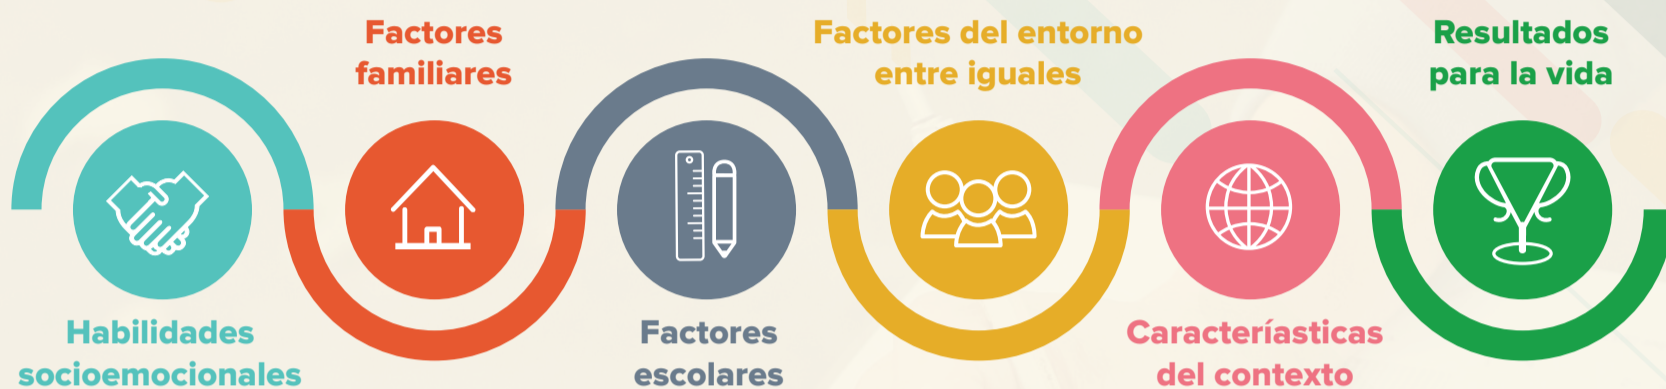 Habilidades
socioemocionales
Factores
familiares
Factores
escolares
Factores del entorno
entre iguales
Caracteríasticas
del contexto
Resultados
para la vida